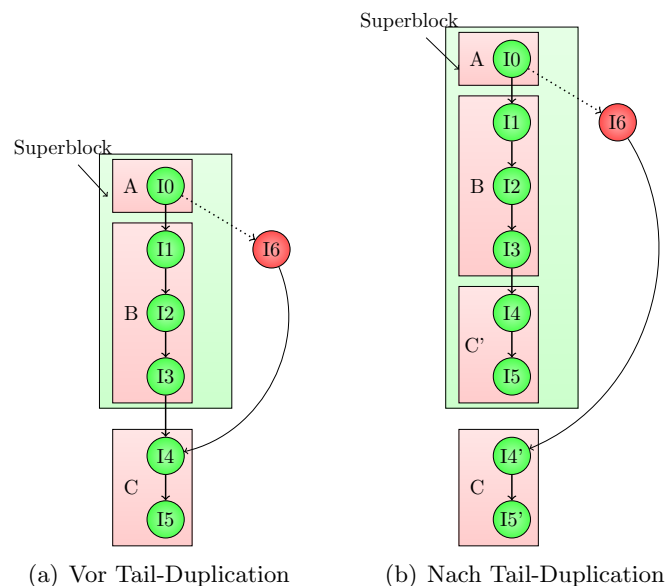 Superblock
A
I0
I6
I1
B
I2
I3
I4
C
I5
(a) Vor Tail-Duplication
Superblock
A
I0
I6
I1
B
I2
I3
I4
C'
I5
I4'
C
I5'
(b) Nach Tail-Duplication